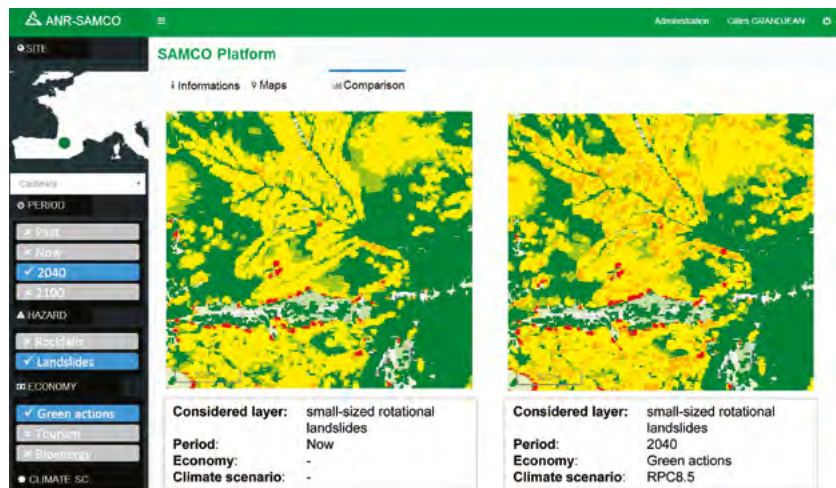 ANR-SAMCO
Administration Gilles GRANDJEAN
SITE
SAMCO Platform
Informations Maps Comparison
Cauterets
PERIOD
Past
Now
2040
2100
HAZARD
Rockfalls
Landslides
ECONOMY
Green actions
Tourism
Bioenergy
CLIMATE SC.
Considered layer: small-sized rotational
landslides
Period: Now
Economy: -
Climate scenario: -
Considered layer: small-sized rotational
landslides
Period: 2040
Economy: Green actions
Climate scenario: RPC8.5